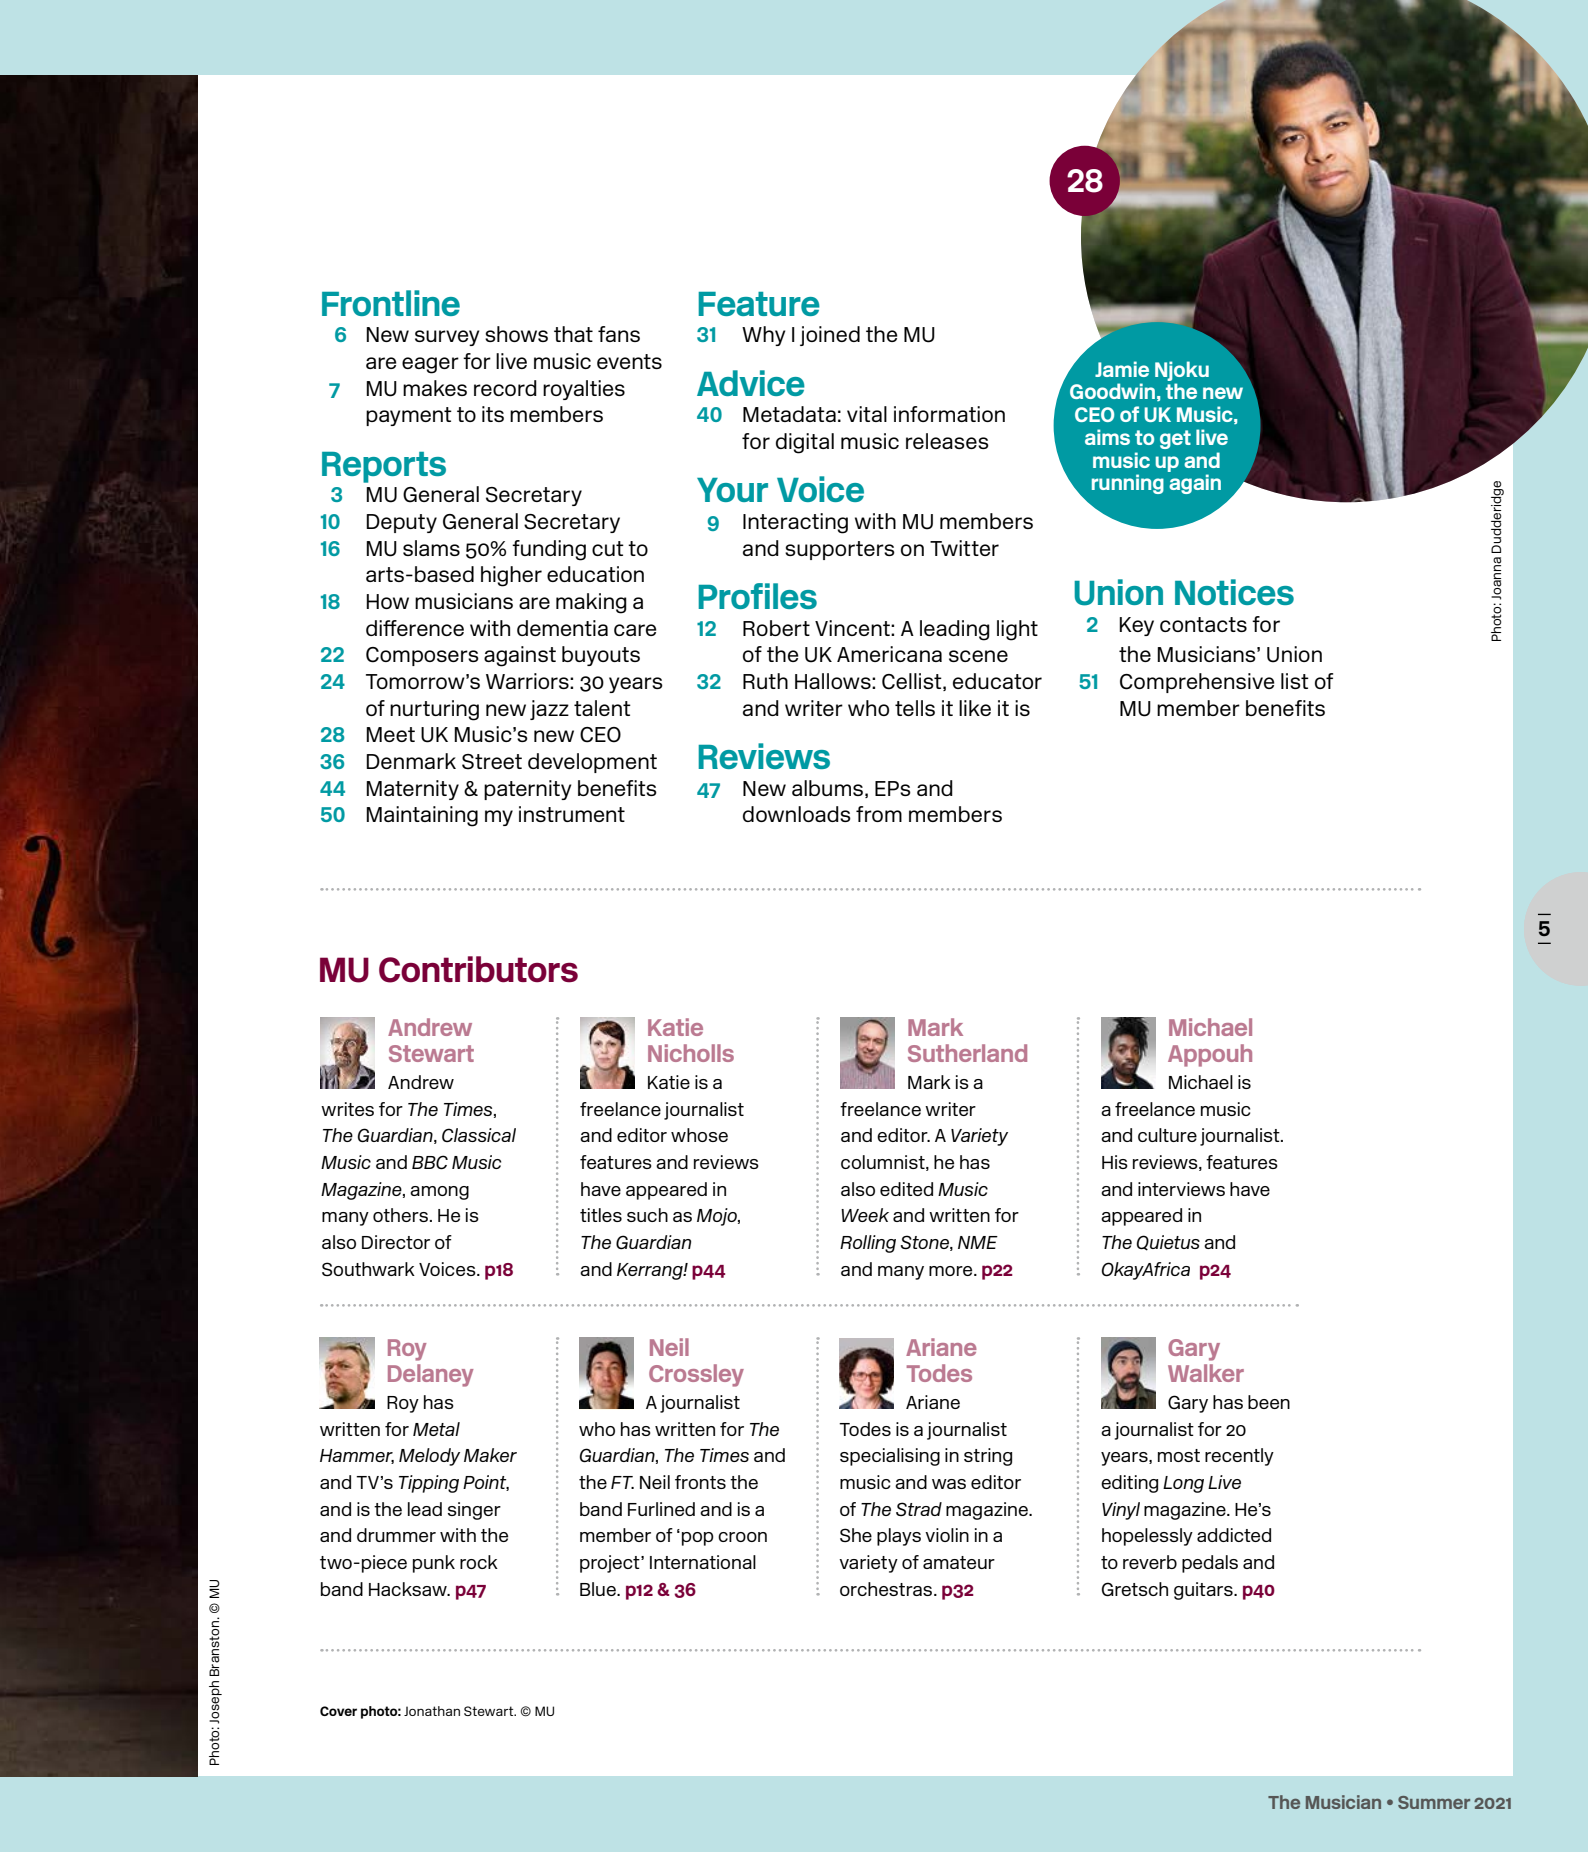 28
Jamie Njoku
Goodwin, the new
CEO of UK Music,
aims to get live
music up and
running again
Photo: Joanna Dudderidge
Frontline
6 New survey shows that fans
are eager for live music events
7 MU makes record royalties
payment to its members
Reports
3 MU General Secretary
10 Deputy General Secretary
16 MU slams 50% funding cut to
arts-based higher education
18 How musicians are making a
difference with dementia care
22 Composers against buyouts
24 Tomorrow's Warriors: 30 years
of nurturing new jazz talent
28 Meet UK Music's new CEO
36 Denmark Street development
44 Maternity & paternity benefits
50 Maintaining my instrument
Feature
31 Why I joined the MU
Advice
40 Metadata: vital information
for digital music releases
Your Voice
9 Interacting with MU members
and supporters on Twitter
Profiles
12 Robert Vincent: A leading light
of the UK Americana scene
32 Ruth Hallows: Cellist, educator
and writer who tells it like it is
Reviews
47 New albums, EPs and
downloads from members
Union Notices
2 Key contacts for
the Musicians' Union
51 Comprehensive list of
MU member benefits
5
MU Contributors
Andrew
Stewart
Andrew
writes for The Times,
The Guardian, Classical
Music and BBC Music
Magazine, among
many others. He is
also Director of
Southwark Voices. p18
Katie
Nicholls
Katie is a
freelance journalist
and editor whose
features and reviews
have appeared in
titles such as Mojo,
The Guardian
and Kerrang! p44
Mark
Sutherland
Mark is a
freelance writer
and editor. A Variety
columnist, he has
also edited Music
Week and written for
Rolling Stone, NME
and many more. p22
Michael
Appouh
Michael is
a freelance music
and culture journalist.
His reviews, features
and interviews have
appeared in
The Quietus and
OkayAfrica p24
Roy
Delaney
Roy has
written for Metal
Hammer, Melody Maker
and TV's Tipping Point,
and is the lead singer
and drummer with the
two-piece punk rock
band Hacksaw. p47
Neil
Crossley
A journalist
who has written for The
Guardian, The Times and
the FT. Neil fronts the
band Furlined and is a
member of ‘pop croon
project’ International
Blue. p12 & 36
Ariane
Todes
Ariane
Todes is a journalist
specialising in string
music and was editor
of The Strad magazine.
She plays violin in a
variety of amateur
orchestras. p32
Gary
Walker
Gary has been
a journalist for 20
years, most recently
editing Long Live
Vinyl magazine. He's
hopelessly addicted
to reverb pedals and
Gretsch guitars. p40
Photo: Joseph Branston. © MU
Cover photo: Jonathan Stewart. © MU
The Musician • Summer 2021